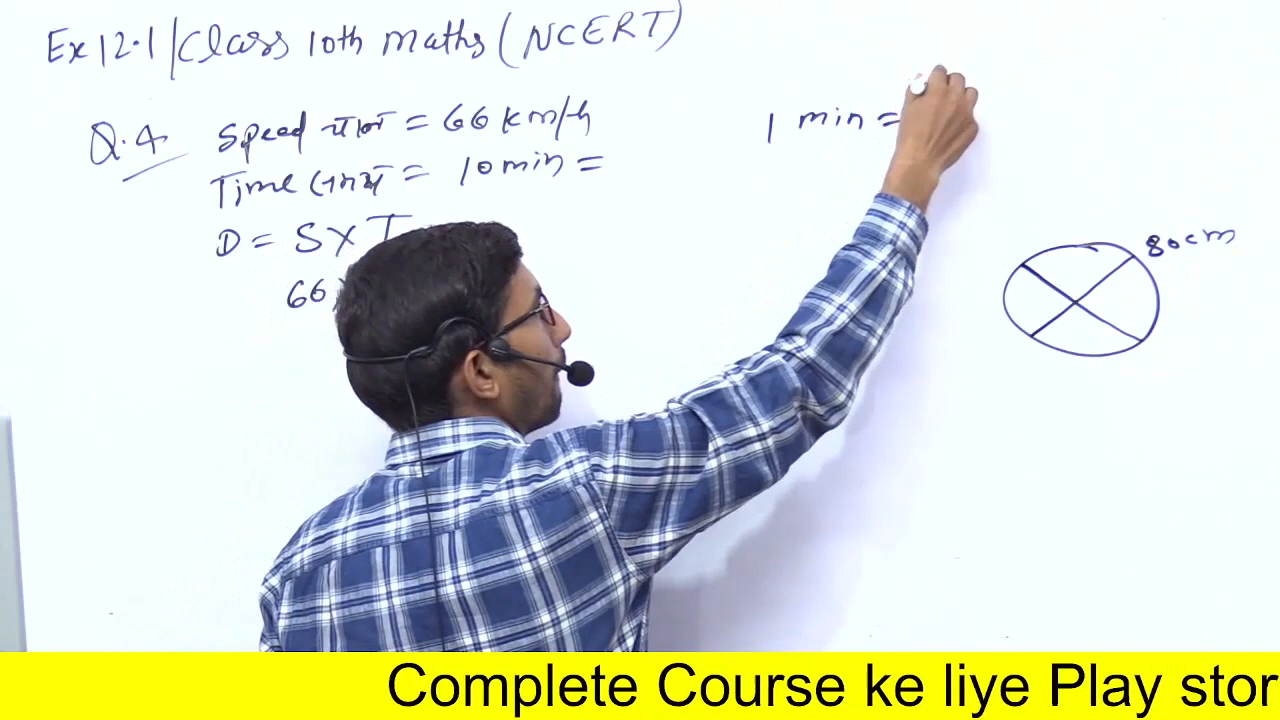 Ex 12.1 | Class 10th maths (NCERT)
Q.4 Speed चाल = 66 km/h
Time समय = 10 min =
D = S X T
66
1 min =
80 cm
Complete Course ke liye Play stor